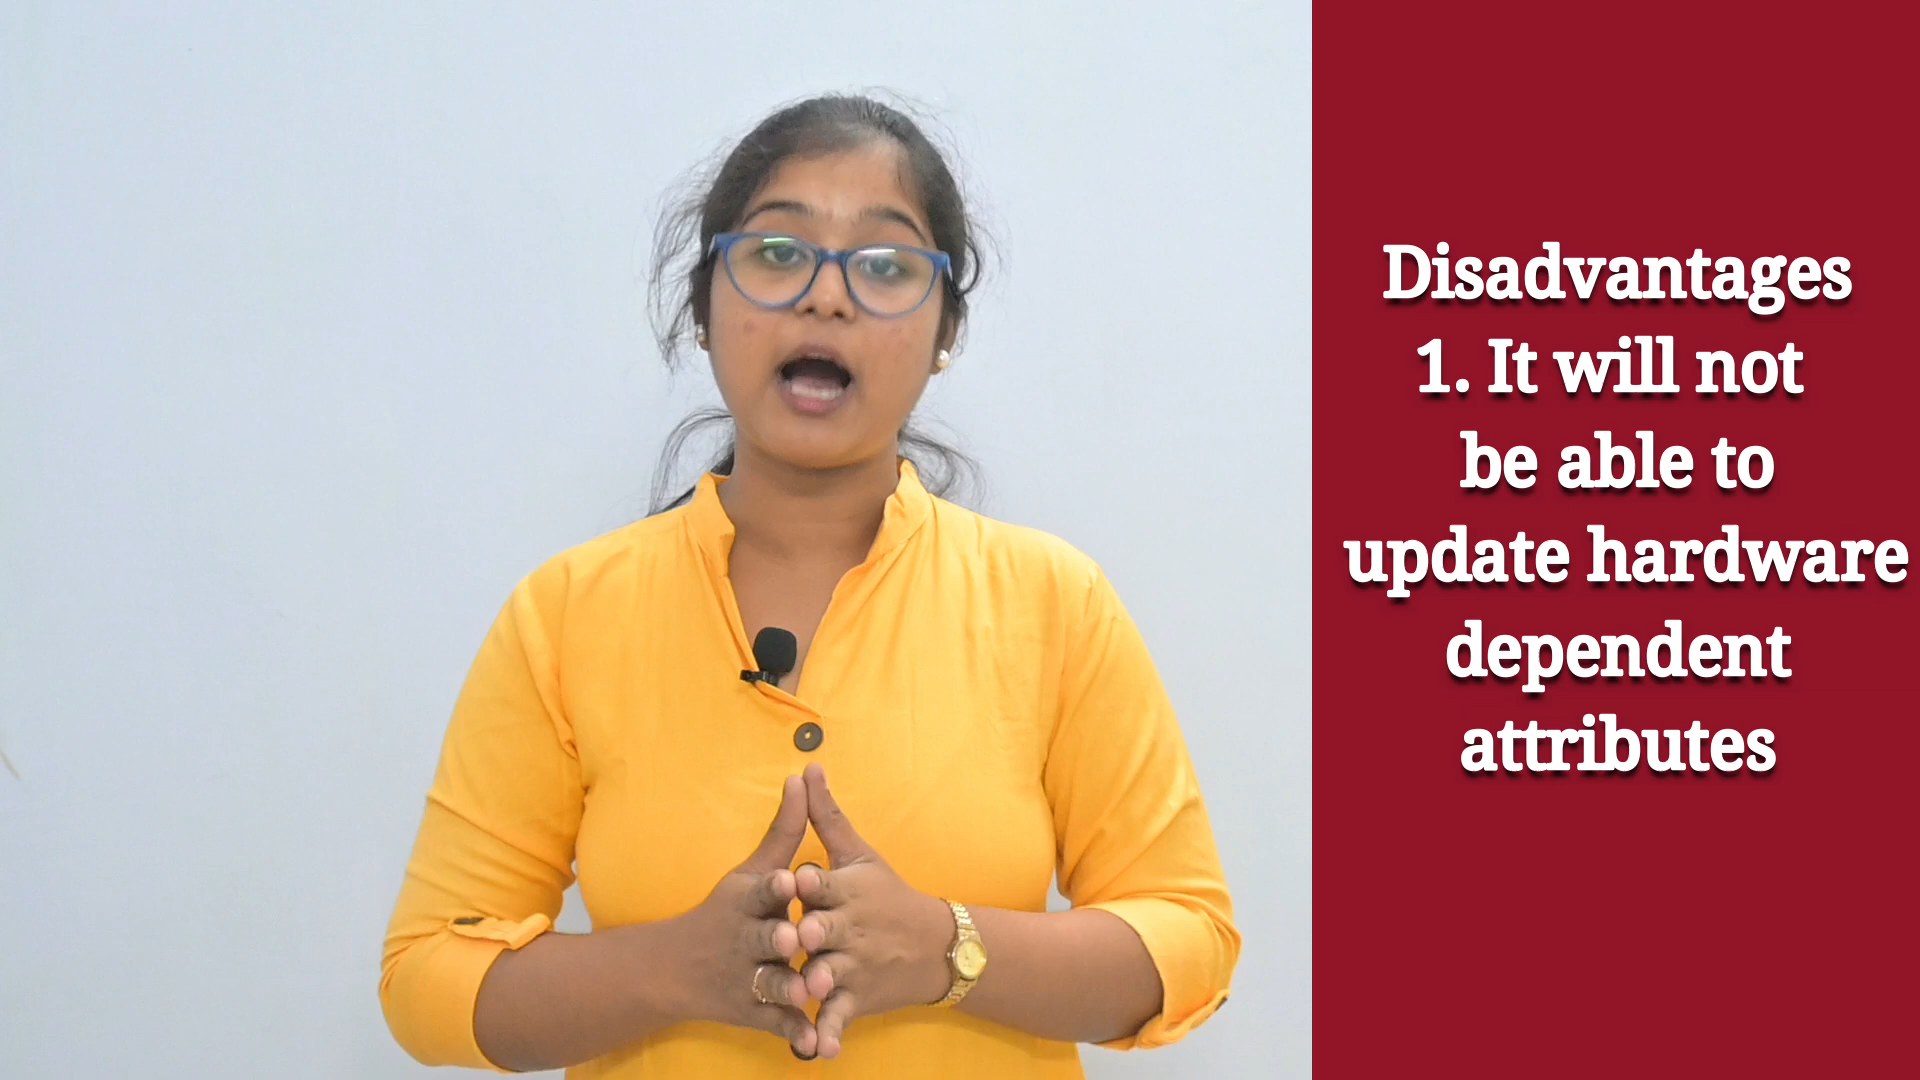 Disadvantages
1. It will not
be able to
update hardware
dependent
attributes